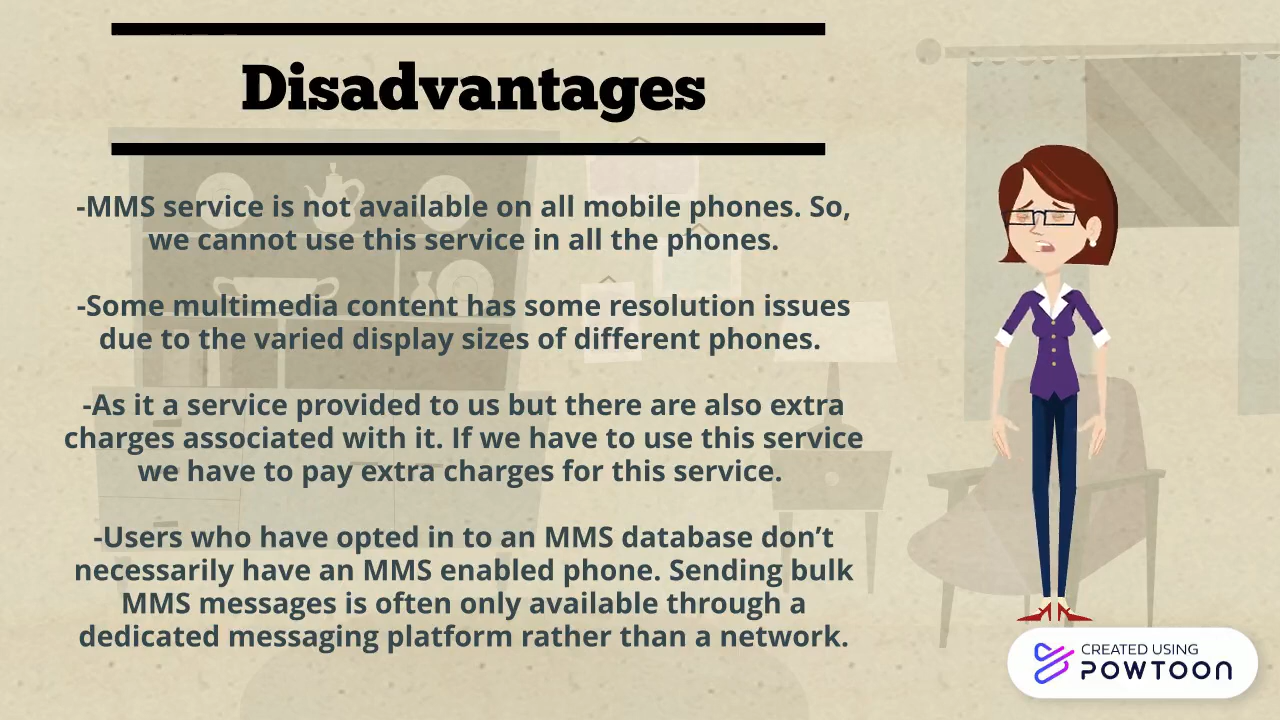 Disadvantages
-MMS service is not available on all mobile phones. So,
we cannot use this service in all the phones.
-Some multimedia content has some resolution issues
due to the varied display sizes of different phones.
-As it a service provided to us but there are also extra
charges associated with it. If we have to use this service
we have to pay extra charges for this service.
-Users who have opted in to an MMS database don’t
necessarily have an MMS enabled phone. Sending bulk
MMS messages is often only available through a
dedicated messaging platform rather than a network.
CREATED USING
POWTOON